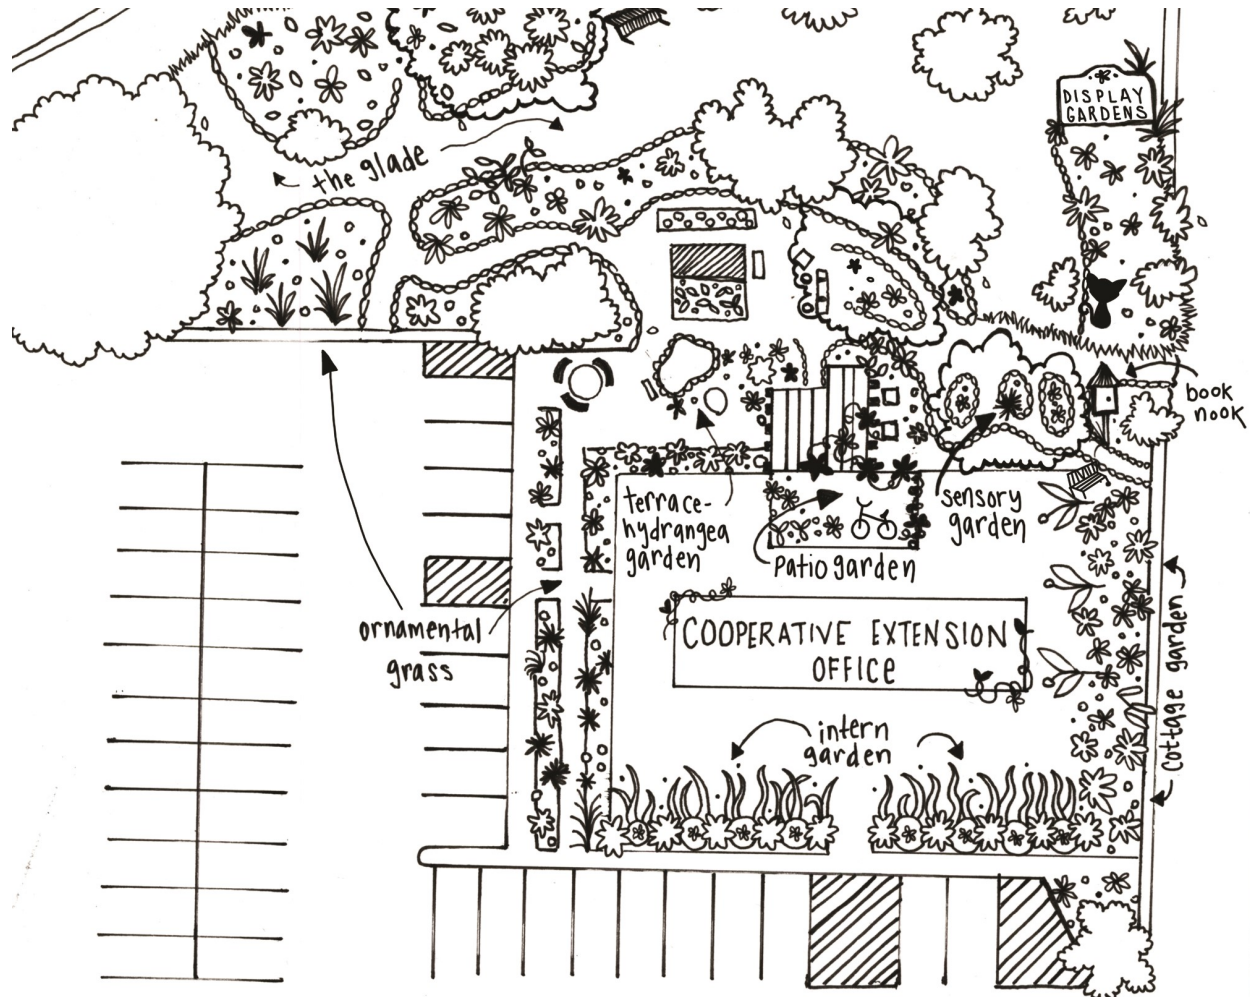 DISPLAY
GARDENS
the glade
book
nook
terrace-
hydrangea
garden
sensory
garden
patio garden
ornamental
grass
COOPERATIVE EXTENSION
OFFICE
cottage garden
intern
garden